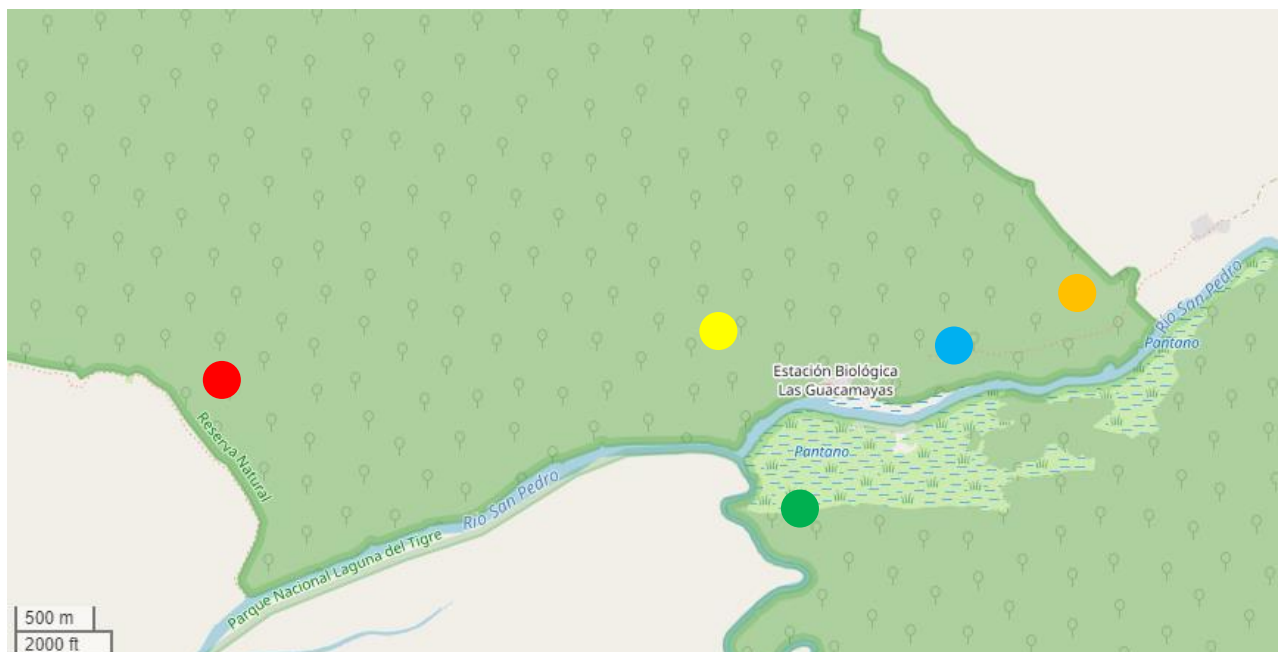 Río San Pedro
Pantano
Estación Biológica
Las Guacamayas
Reserva Natural
Pantano
Río San Pedro
Parque Nacional Laguna del Tigre
500 m
2000 ft